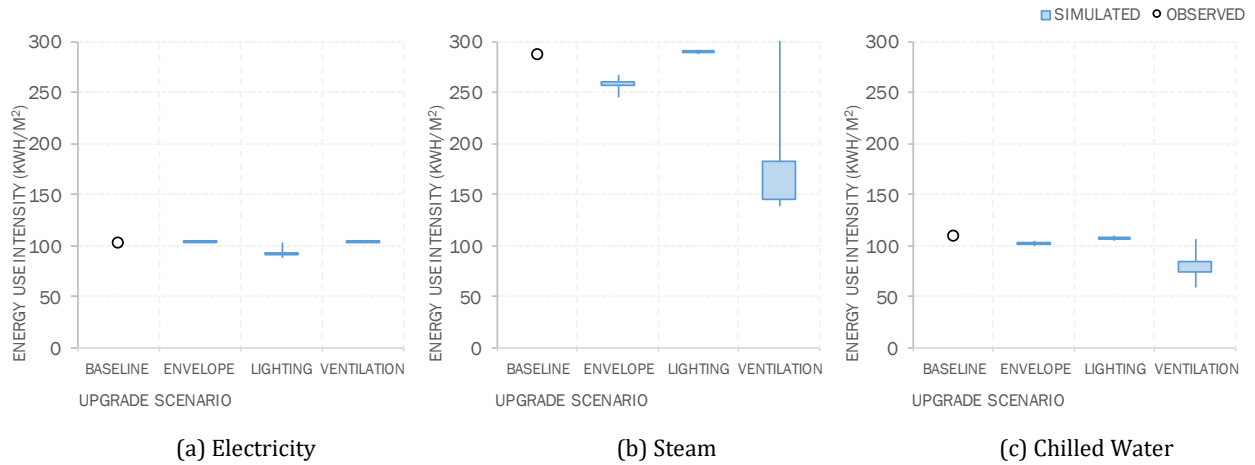 SIMULATED OBSERVED
ENERGY USE INTENSITY (KWH/M²)
300
250
200
150
100
50
0
BASELINE ENVELOPE LIGHTING VENTILATION
UPGRADE SCENARIO
(a) Electricity
ENERGY USE INTENSITY (KWH/M²)
300
250
200
150
100
50
0
BASELINE ENVELOPE LIGHTING VENTILATION
UPGRADE SCENARIO
(b) Steam
ENERGY USE INTENSITY (KWH/M²)
300
250
200
150
100
50
0
BASELINE ENVELOPE LIGHTING VENTILATION
UPGRADE SCENARIO
(c) Chilled Water